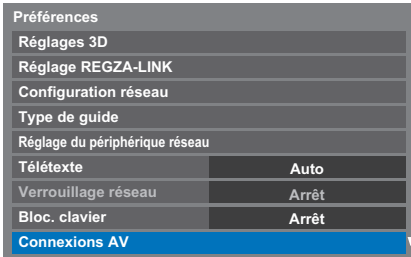 Préférences
Réglages 3D
Réglage REGZA-LINK
Configuration réseau
Type de guide
Réglage du périphérique réseau
Télétexte Auto
Verrouillage réseau Arrêt
Bloc. clavier Arrêt
Connexions AV